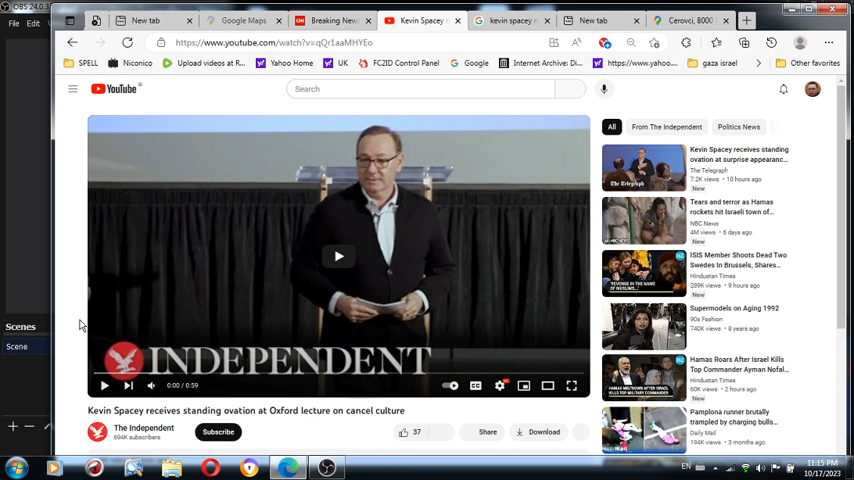 OBS 24.0.3
File
New tab
Google Maps
Breaking New
Kevin Spacey r
kevin spacey r
New tab
Cerovci, 8000
https://www.youtube.com/watch?v=qQr1aaMHYEo
SPELL
Niconico
Upload videos at R...
Yahoo Home
UK
FC2ID Control Panel
Google
Internet Archive: Di...
https://www.yahoo...
gaza israel
Other favorites
YouTube
Search
All
From The Independent
Politics News
INDEPENDENT
0:00 / 0:59
CC
Kevin Spacey receives standing ovation at Oxford lecture on cancel culture
The Independent
694K subscribers
Subscribe
37
Share
Download
Kevin Spacey receives standing
ovation at surprise appearanc...
The Telegraph
7.2K views • 10 hours ago
New
The Telegraph
Tears and terror as Hamas
rockets hit Israeli town of...
NBC News
4M views • 6 days ago
New
ISIS Member Shoots Dead Two
Swedes In Brussels, Shares...
Hindustan Times
289K views • 9 hours ago
New
Supermodels on Aging 1992
90s Fashion
740K views • 8 years ago
Hamas Roars After Israel Kills
Top Commander Ayman Nofal...
Hindustan Times
60K views • 2 hours ago
New
Pamplona runner brutally
trampled by charging bulls...
Daily Mail
194K views • 3 months ago
Scenes
Scene
EN
11:15 PM
10/17/2023